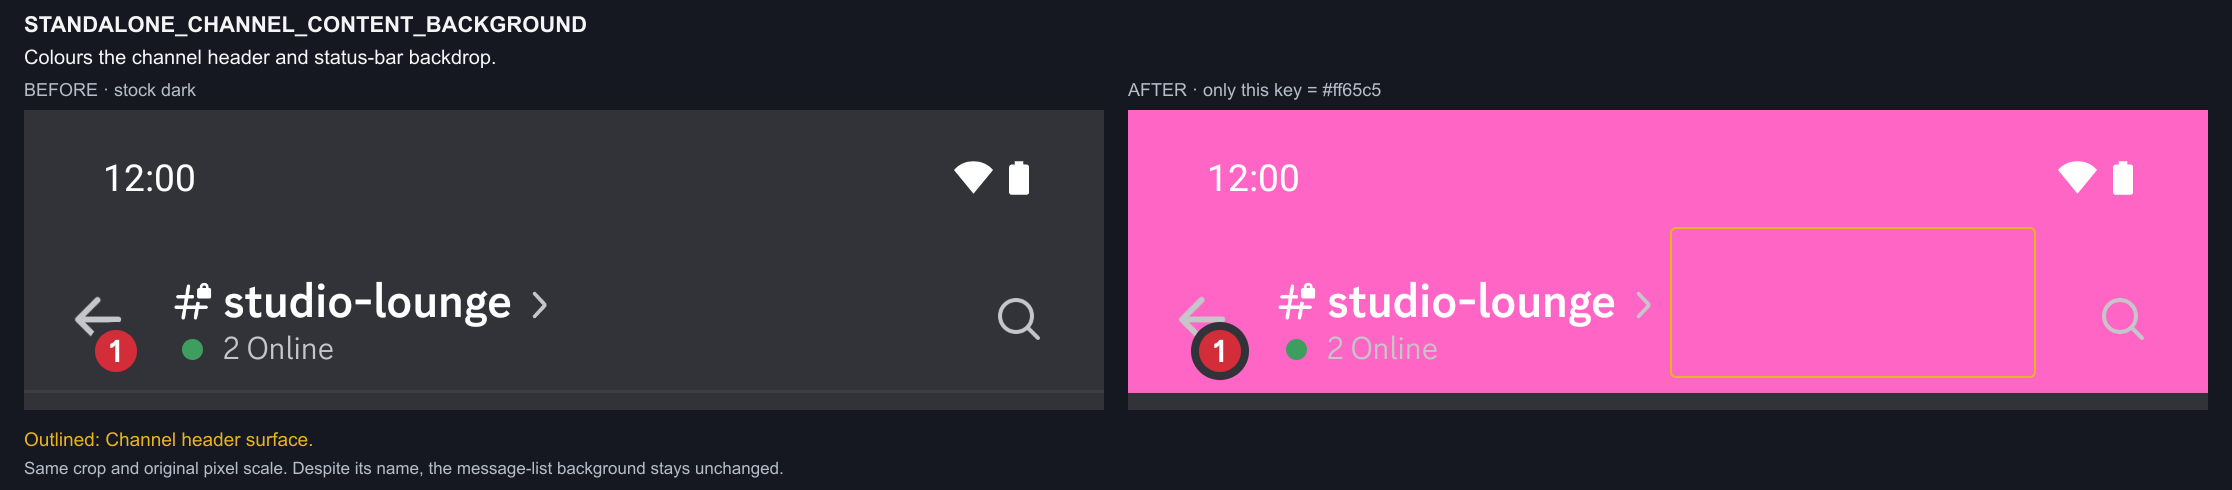 STANDALONE_CHANNEL_CONTENT_BACKGROUND
Colours the channel header and status-bar backdrop.
BEFORE · stock dark
AFTER · only this key = #ff65c5
12:00
# studio-lounge >
1
2 Online
12:00
# studio-lounge >
1
2 Online
Outlined: Channel header surface.
Same crop and original pixel scale. Despite its name, the message-list background stays unchanged.